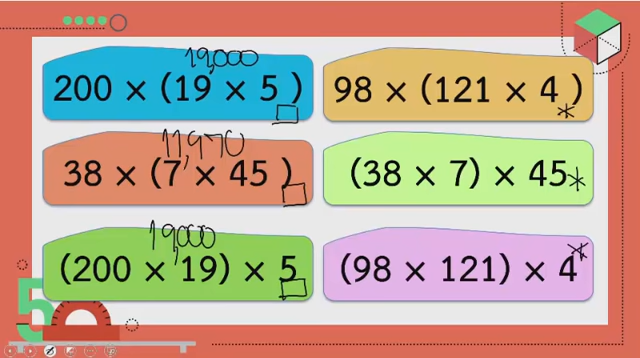 19,000
200 × (19 × 5 )
98 × (121 × 4 )
*
11,970
38 × (7 × 45 )
(38 × 7) × 45
*
19,000
(200 × 19) × 5
(98 × 121) × 4
*
5